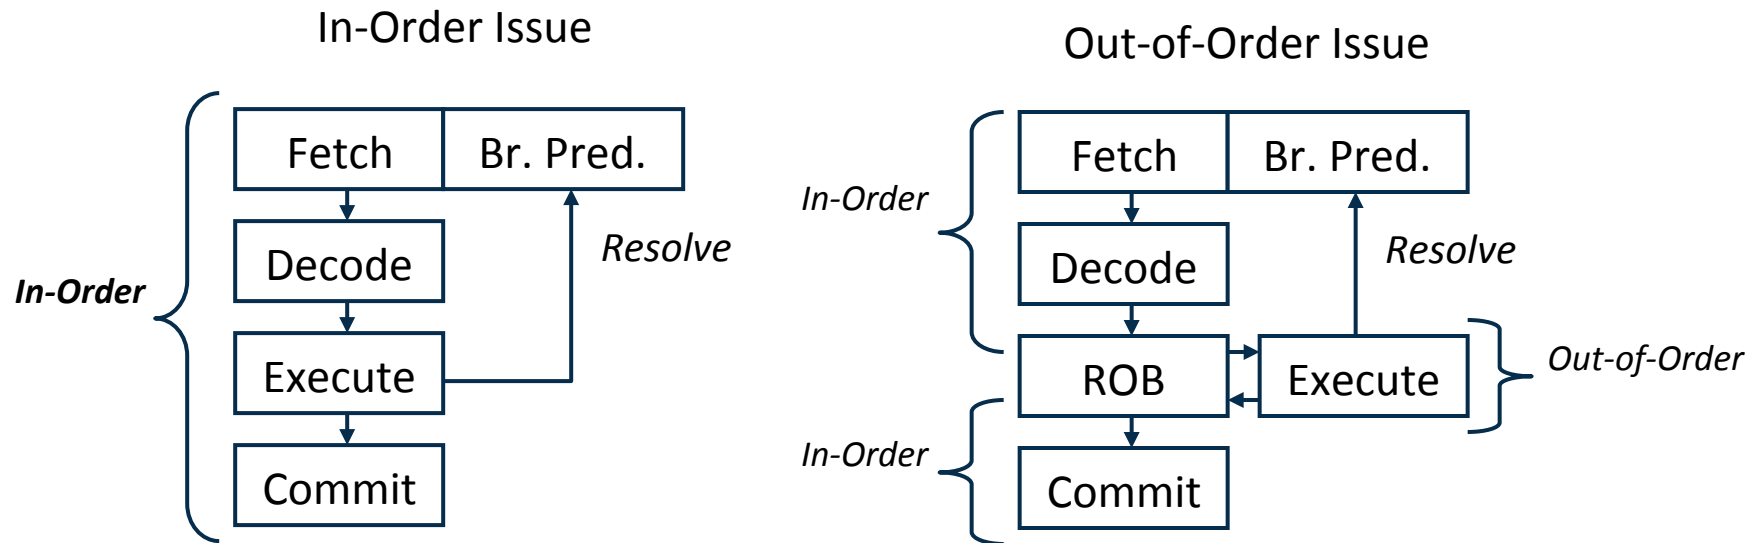 In-Order Issue
Fetch
Br. Pred.
Decode
Resolve
In-Order
Execute
Commit
Out-of-Order Issue
Fetch
Br. Pred.
In-Order
Decode
Resolve
ROB
Execute
Out-of-Order
In-Order
Commit